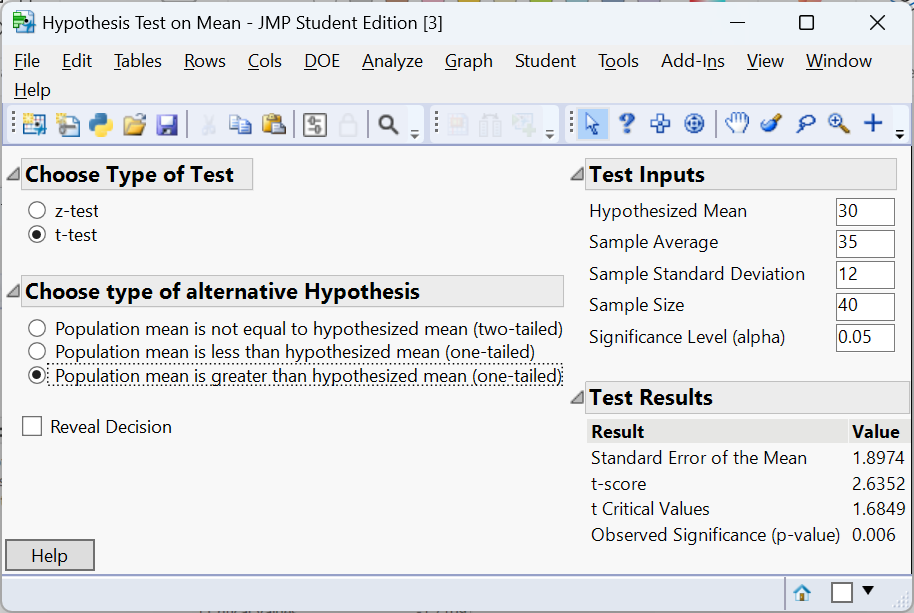 Hypothesis Test on Mean - JMP Student Edition [3]
File Edit Tables Rows Cols DOE Analyze Graph Student Tools Add-Ins View Window
Help
Choose Type of Test
z-test
t-test
Choose type of alternative Hypothesis
Population mean is not equal to hypothesized mean (two-tailed)
Population mean is less than hypothesized mean (one-tailed)
Population mean is greater than hypothesized mean (one-tailed)
Reveal Decision
Help
Test Inputs
Hypothesized Mean 30
Sample Average 35
Sample Standard Deviation 12
Sample Size 40
Significance Level (alpha) 0.05
Test Results
Result Value
Standard Error of the Mean 1.8974
t-score 2.6352
t Critical Values 1.6849
Observed Significance (p-value) 0.006